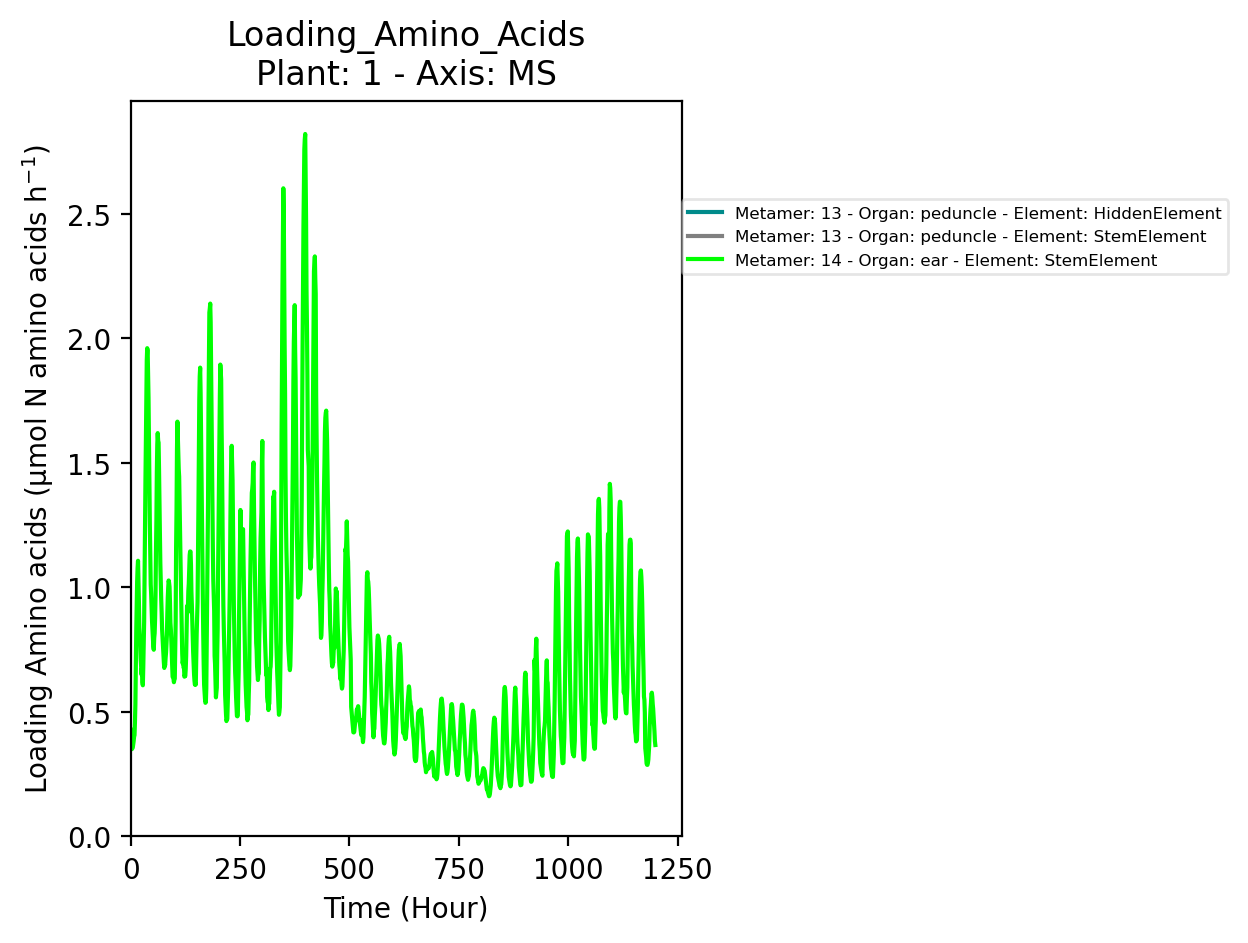 Loading_Amino_Acids
Plant: 1 - Axis: MS
Loading Amino acids (µmol N amino acids h⁻¹)
2.5
2.0
1.5
1.0
0.5
0.0
0 250 500 750 1000 1250
Time (Hour)
Metamer: 13 - Organ: peduncle - Element: HiddenElement
Metamer: 13 - Organ: peduncle - Element: StemElement
Metamer: 14 - Organ: ear - Element: StemElement